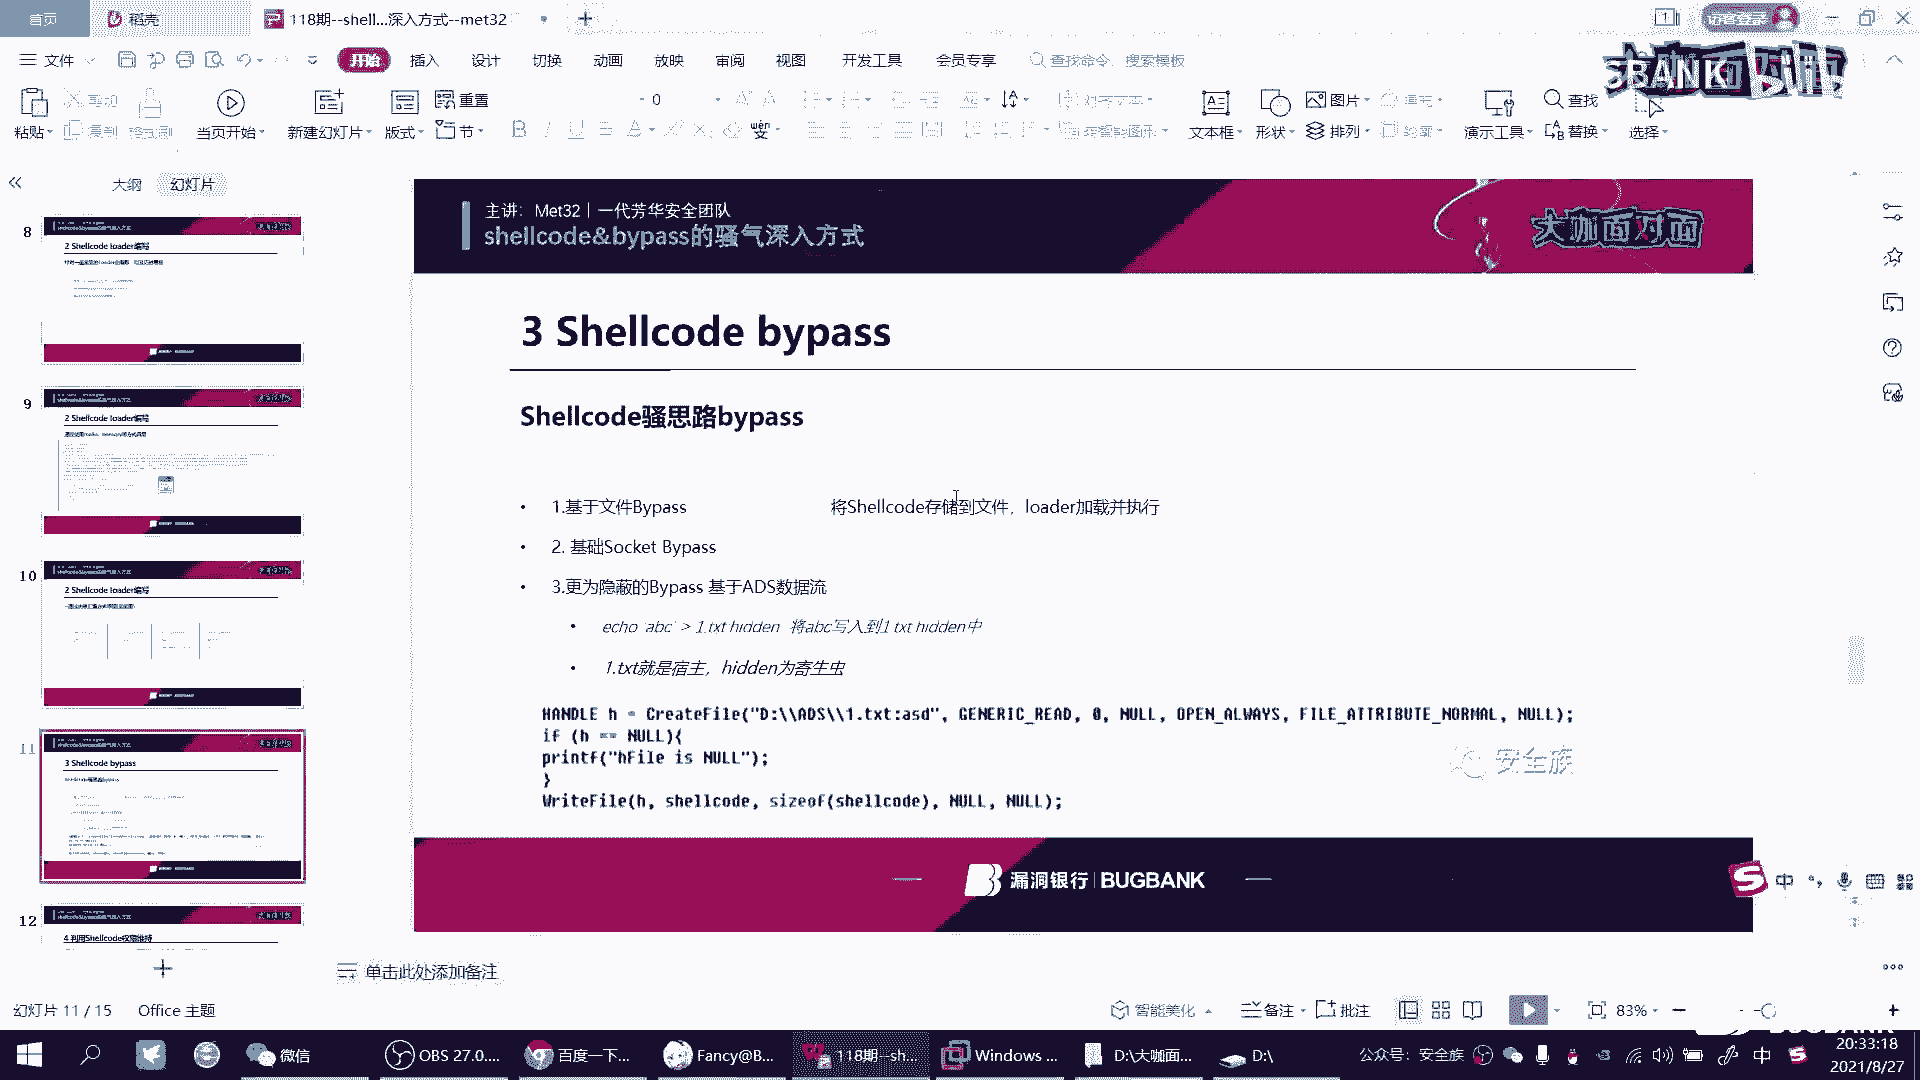 首页
稻壳
118期--shell...深入方式--met32
文件
开始
插入
设计
切换
动画
放映
审阅
视图
开发工具
会员专享
查找命令、搜索模板
粘贴
当页开始
新建幻灯片
版式
重置
节
0
文本框
形状
图片
排列
演示工具
查找
替换
选择
大纲
幻灯片
8
2 Shellcode loader编程
9
2 Shellcode loader编程
10
2 Shellcode loader编程
11
3 Shellcode bypass
12
4 利用Shellcode权限维持
主讲：Met32 | 一代芳华安全团队
shellcode&bypass的骚气深入方式
大咖面对面
3 Shellcode bypass
Shellcode骚思路bypass
• 1.基于文件Bypass 将Shellcode存储到文件，loader加载并执行
• 2. 基础Socket Bypass
• 3.更为隐蔽的Bypass 基于ADS数据流
• echo 'abc' > 1.txt hidden 将abc写入到1 txt hidden中
• 1.txt就是宿主，hidden为寄生虫
HANDLE h = CreateFile("D:\\ADS\\1.txt:asd", GENERIC_READ, 0, NULL, OPEN_ALWAYS, FILE_ATTRIBUTE_NORMAL, NULL);
if (h == NULL){
printf("hFile is NULL");
}
WriteFile(h, shellcode, sizeof(shellcode), NULL, NULL);
安全族
漏洞银行 | BUGBANK
中
单击此处添加备注
幻灯片 11 / 15
Office 主题
智能美化
备注
批注
83%
微信
OBS 27.0....
百度一下...
Fancy@B...
118期--sh...
Windows ...
D:\大咖面...
D:\
公众号：安全族
中
20:33:18
2021/8/27